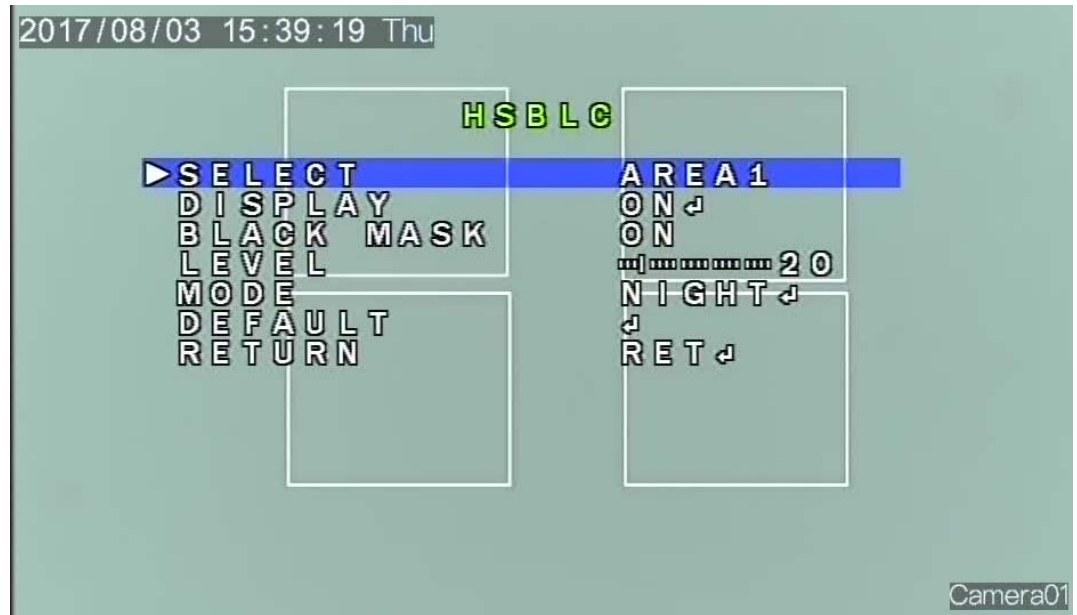 2017/08/03 15:39:19 Thu
HSBLC
SELECT AREA1
DISPLAY ON↲
BLACK MASK ON
LEVEL 20
MODE NIGHT↲
DEFAULT ↲
RETURN RET↲
Camera01